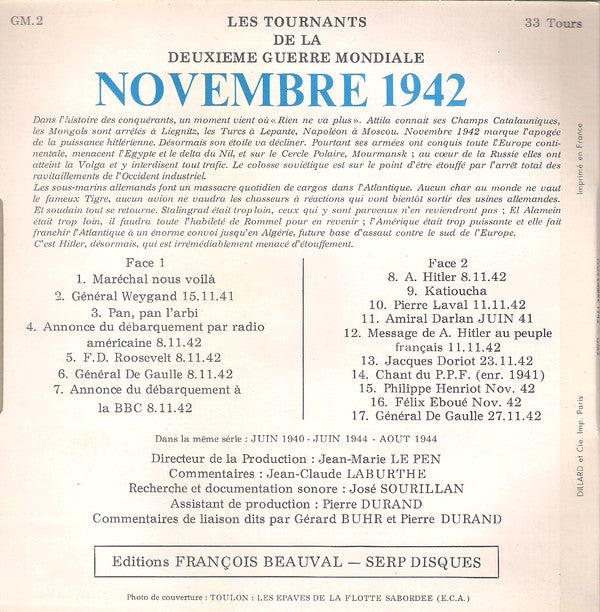 GM.2
LES TOURNANTS
33 Tours
DE LA
DEUXIEME GUERRE MONDIALE
NOVEMBRE 1942
Dans l'histoire des conquérants, un moment vient où « Rien ne va plus ». Attila connait ses Champs Catalauniques,
les Mongols sont arrêtés à Liegnitz, les Turcs à Lepante, Napoléon à Moscou. Novembre 1942 marque l'apogée
de la puissance hitlérienne. Désormais son étoile va décliner. Pourtant ses armées ont conquis toute l'Europe conti-
nentale, menacent l'Egypte et le delta du Nil, et sur le Cercle Polaire, Mourmansk ; au cœur de la Russie elles ont
atteint la Volga et y interdisent tout trafic. Le colosse soviétique est sur le point d'être étouffé par l'arrêt total des
ravitaillements de l'Occident industriel.
Les sous-marins allemands font un massacre quotidien de cargos dans l'Atlantique. Aucun char au monde ne vaut
le fameux Tigre, aucun avion ne vaudra les chasseurs à réactions qui vont bientôt sortir des usines allemandes.
Et soudain tout se retourne. Stalingrad était trop loin, ceux qui y sont parvenus n'en reviendront pas ; El Alamein
était trop loin, il faudra toute l'habileté de Rommel pour en revenir ; l'Amérique était trop puissante et elle fait
franchir l'Atlantique à un énorme convoi jusqu'en Algérie, future base d'assaut contre le sud de l'Europe.
C'est Hitler, désormais, qui est irrémédiablement menacé d'étouffement.
Face 1
1. Maréchal nous voilà
2. Général Weygand 15.11.41
3. Pan, pan l'arbi
4. Annonce du débarquement par radio
américaine 8.11.42
5. F.D. Roosevelt 8.11.42
6. Général De Gaulle 8.11.42
7. Annonce du débarquement à
la BBC 8.11.42
Face 2
8. A. Hitler 8.11.42
9. Katioucha
10. Pierre Laval 11.11.42
11. Amiral Darlan JUIN 41
12. Message de A. Hitler au peuple
français 11.11.42
13. Jacques Doriot 23.11.42
14. Chant du P.P.F. (enr. 1941)
15. Philippe Henriot Nov. 42
16. Félix Eboué Nov. 42
17. Général De Gaulle 27.11.42
Dans la même série : JUIN 1940 - JUIN 1944 - AOUT 1944
Directeur de la Production : Jean-Marie LE PEN
Commentaires : Jean-Claude LABURTHE
Recherche et documentation sonore : José SOURILLAN
Assistant de production : Pierre DURAND
Commentaires de liaison dits par Gérard BUHR et Pierre DURAND
Editions FRANÇOIS BEAUVAL — SERP DISQUES
Photo de couverture : TOULON : LES EPAVES DE LA FLOTTE SABORDEE (E.C.A.)
Imprimé en France
DILLARD et Cie. Imp. Paris